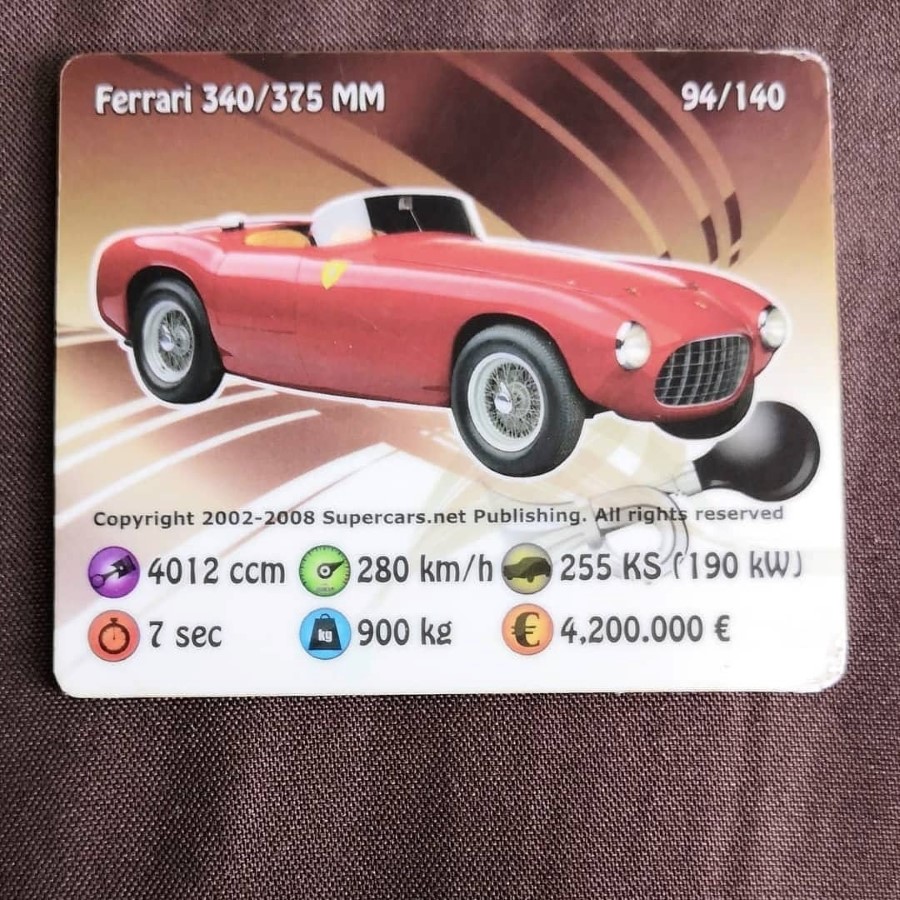 Ferrari 340/375 MM 94/140
Copyright 2002-2008 Supercars.net Publishing. All rights reserved
4012 ccm 280 km/h 255 KS (190 kW)
7 sec kg 900 kg € 4,200.000 €